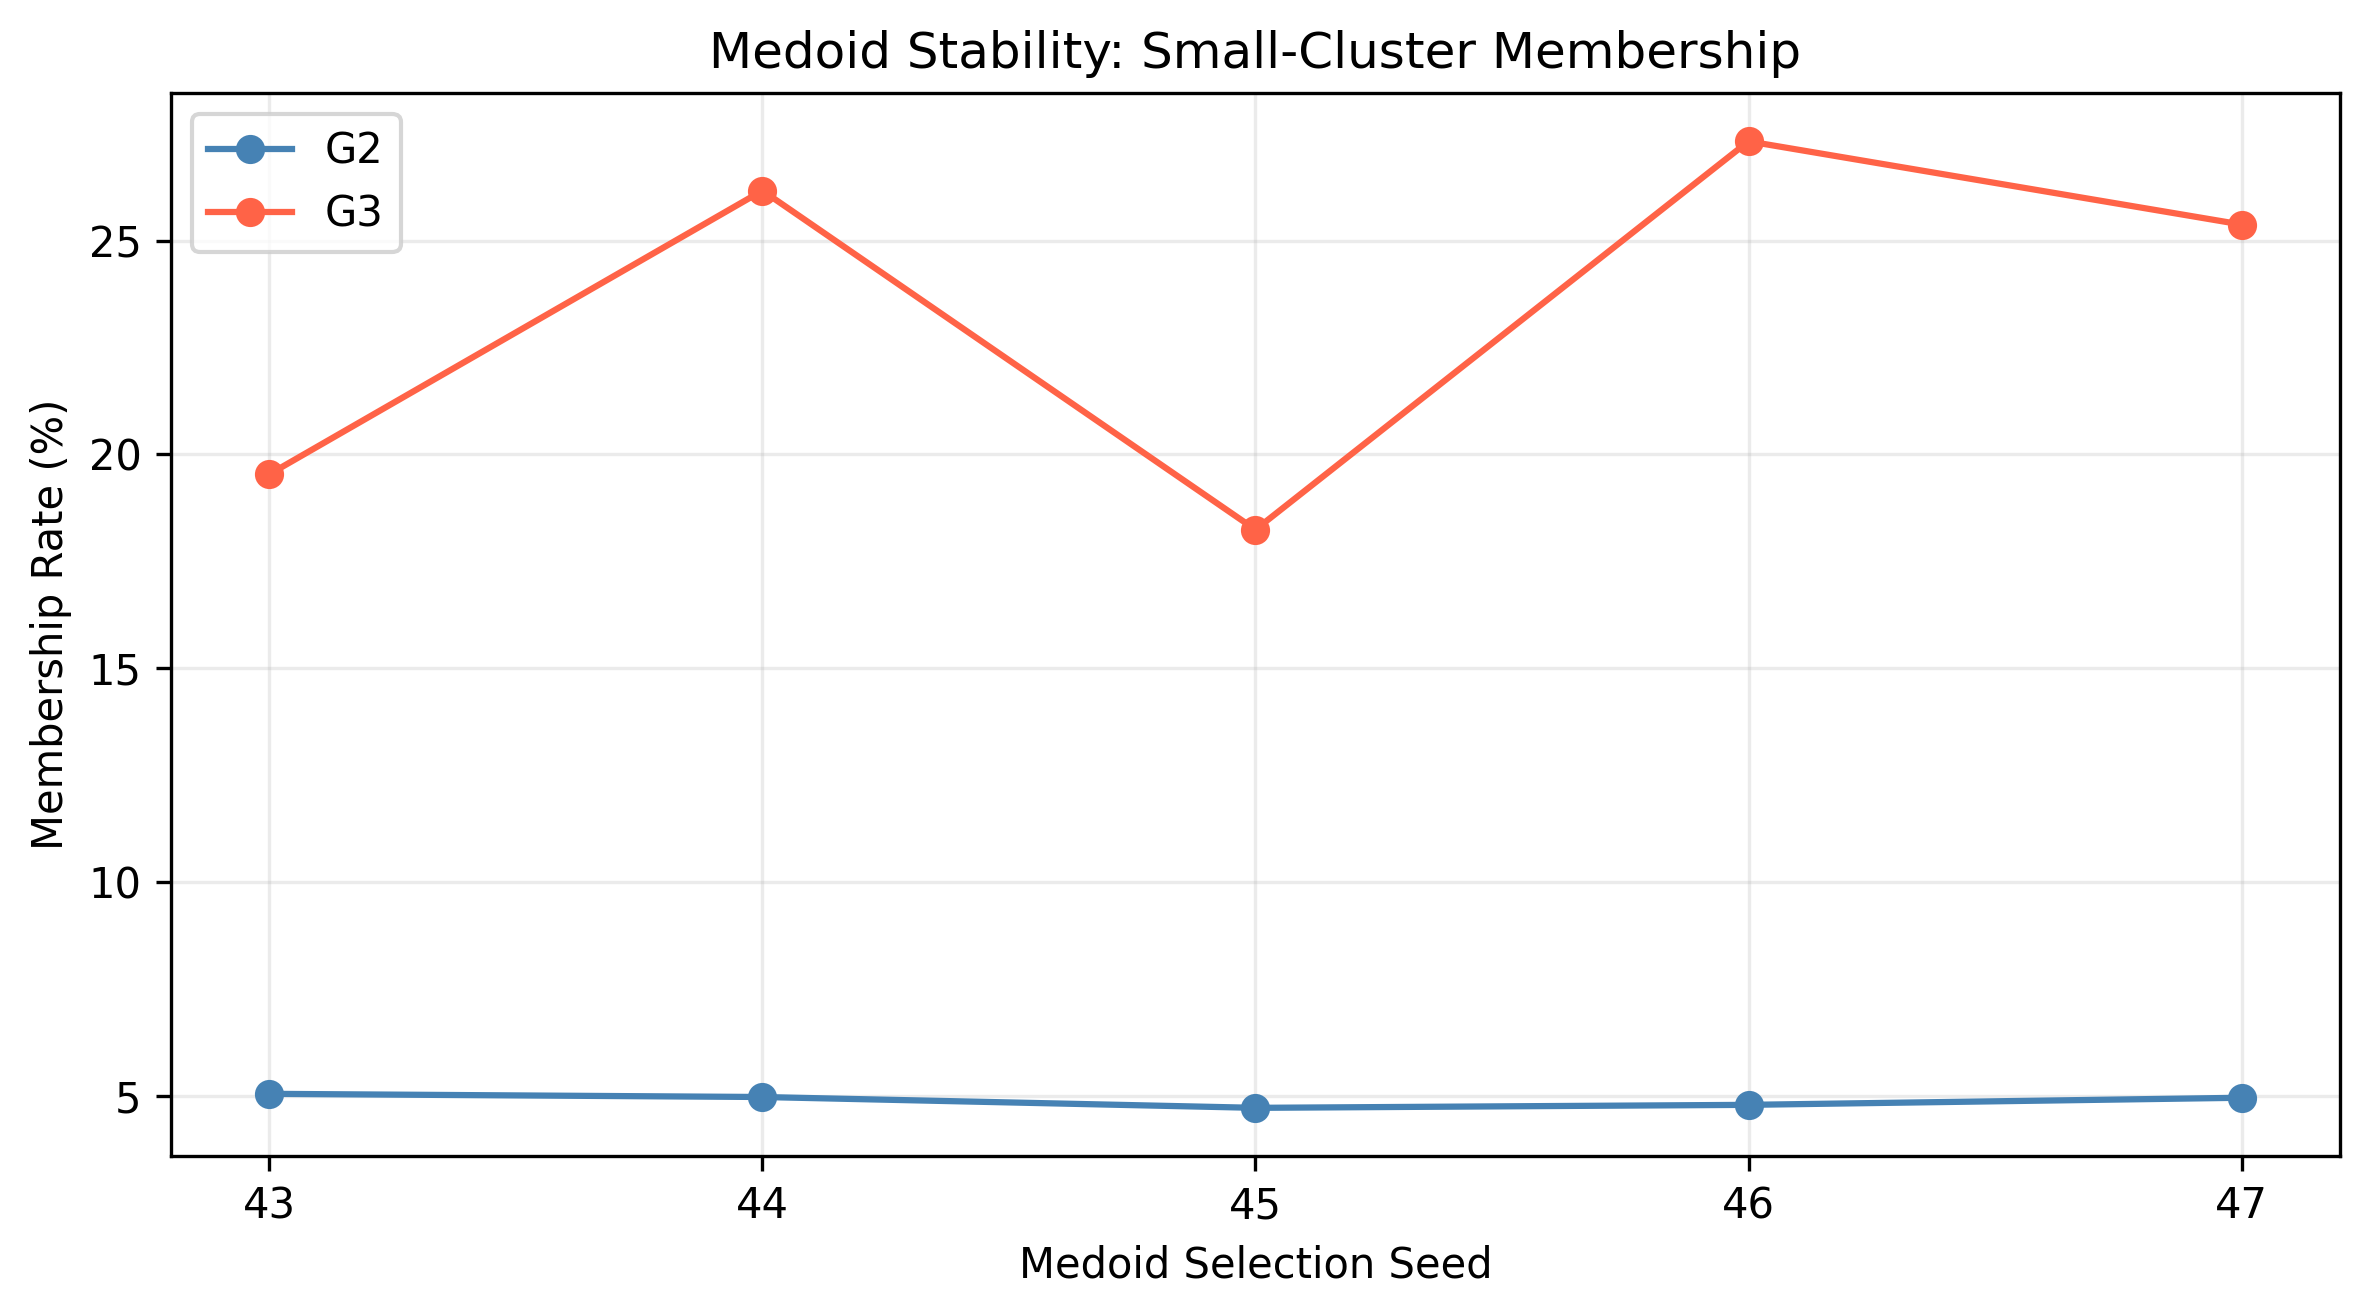 Medoid Stability: Small-Cluster Membership
G2
G3
Membership Rate (%)
25
20
15
10
5
43 44 45 46 47
Medoid Selection Seed